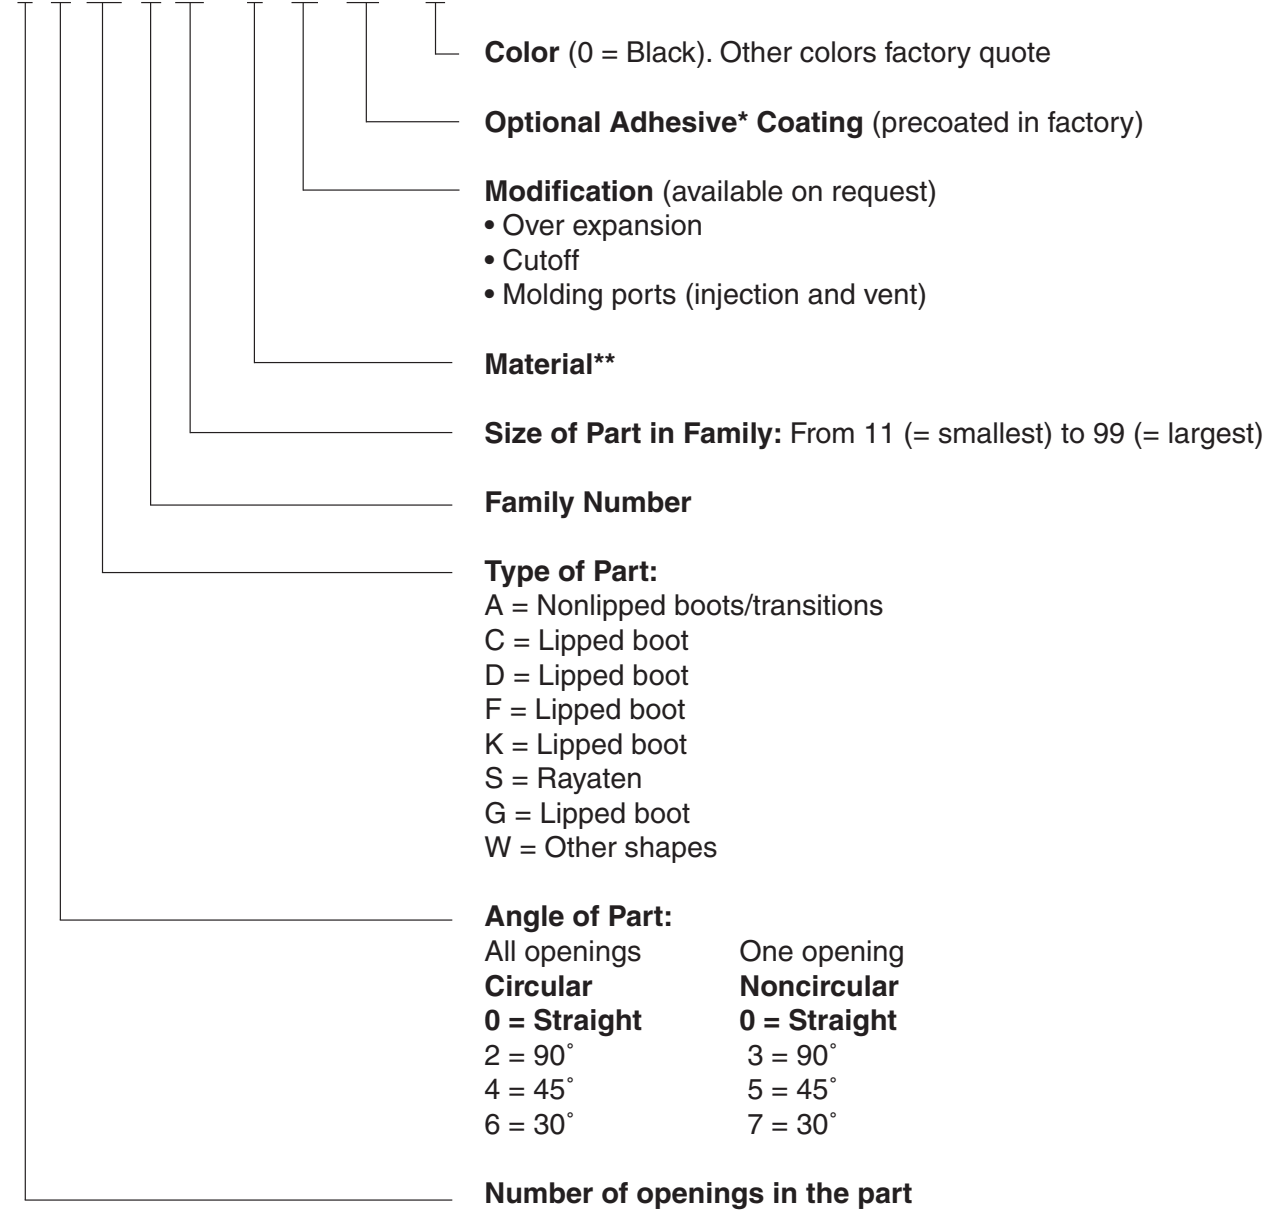 Color (0 = Black). Other colors factory quote
Optional Adhesive* Coating (precoated in factory)
Modification (available on request)
• Over expansion
• Cutoff
• Molding ports (injection and vent)
Material**
Size of Part in Family: From 11 (= smallest) to 99 (= largest)
Family Number
Type of Part:
A = Nonlipped boots/transitions
C = Lipped boot
D = Lipped boot
F = Lipped boot
K = Lipped boot
S = Rayaten
G = Lipped boot
W = Other shapes
Angle of Part:
All openings One opening
Circular Noncircular
0 = Straight 0 = Straight
2 = 90˚ 3 = 90˚
4 = 45˚ 5 = 45˚
6 = 30˚ 7 = 30˚
Number of openings in the part